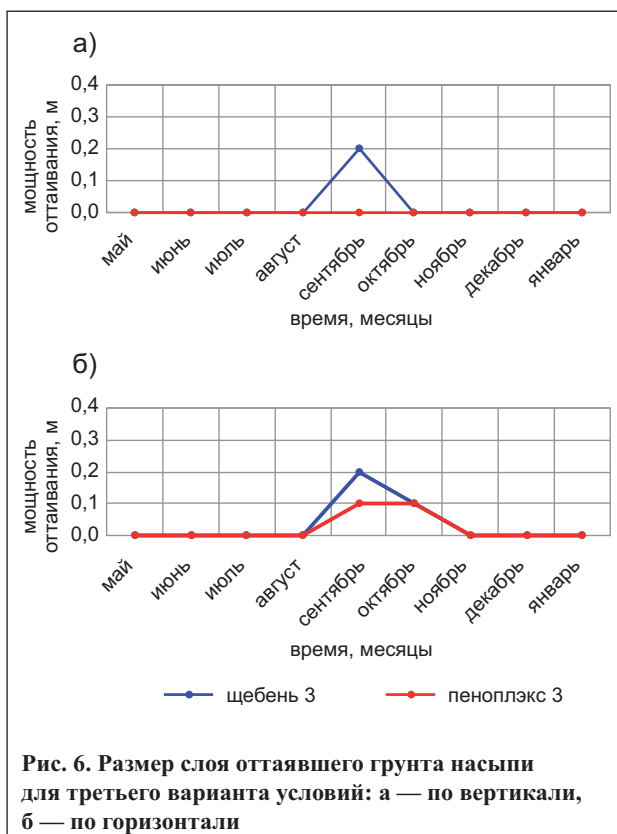 а)
мощность
оттаивания, м
0,4
0,3
0,2
0,1
0,0
май
июнь
июль
август
сентябрь
октябрь
ноябрь
декабрь
январь
время, месяцы
б)
мощность
оттаивания, м
0,4
0,3
0,2
0,1
0,0
май
июнь
июль
август
сентябрь
октябрь
ноябрь
декабрь
январь
время, месяцы
щебень 3 пеноплэкс 3
Рис. 6. Размер слоя оттаявшего грунта насыпи
для третьего варианта условий: а — по вертикали,
б — по горизонтали